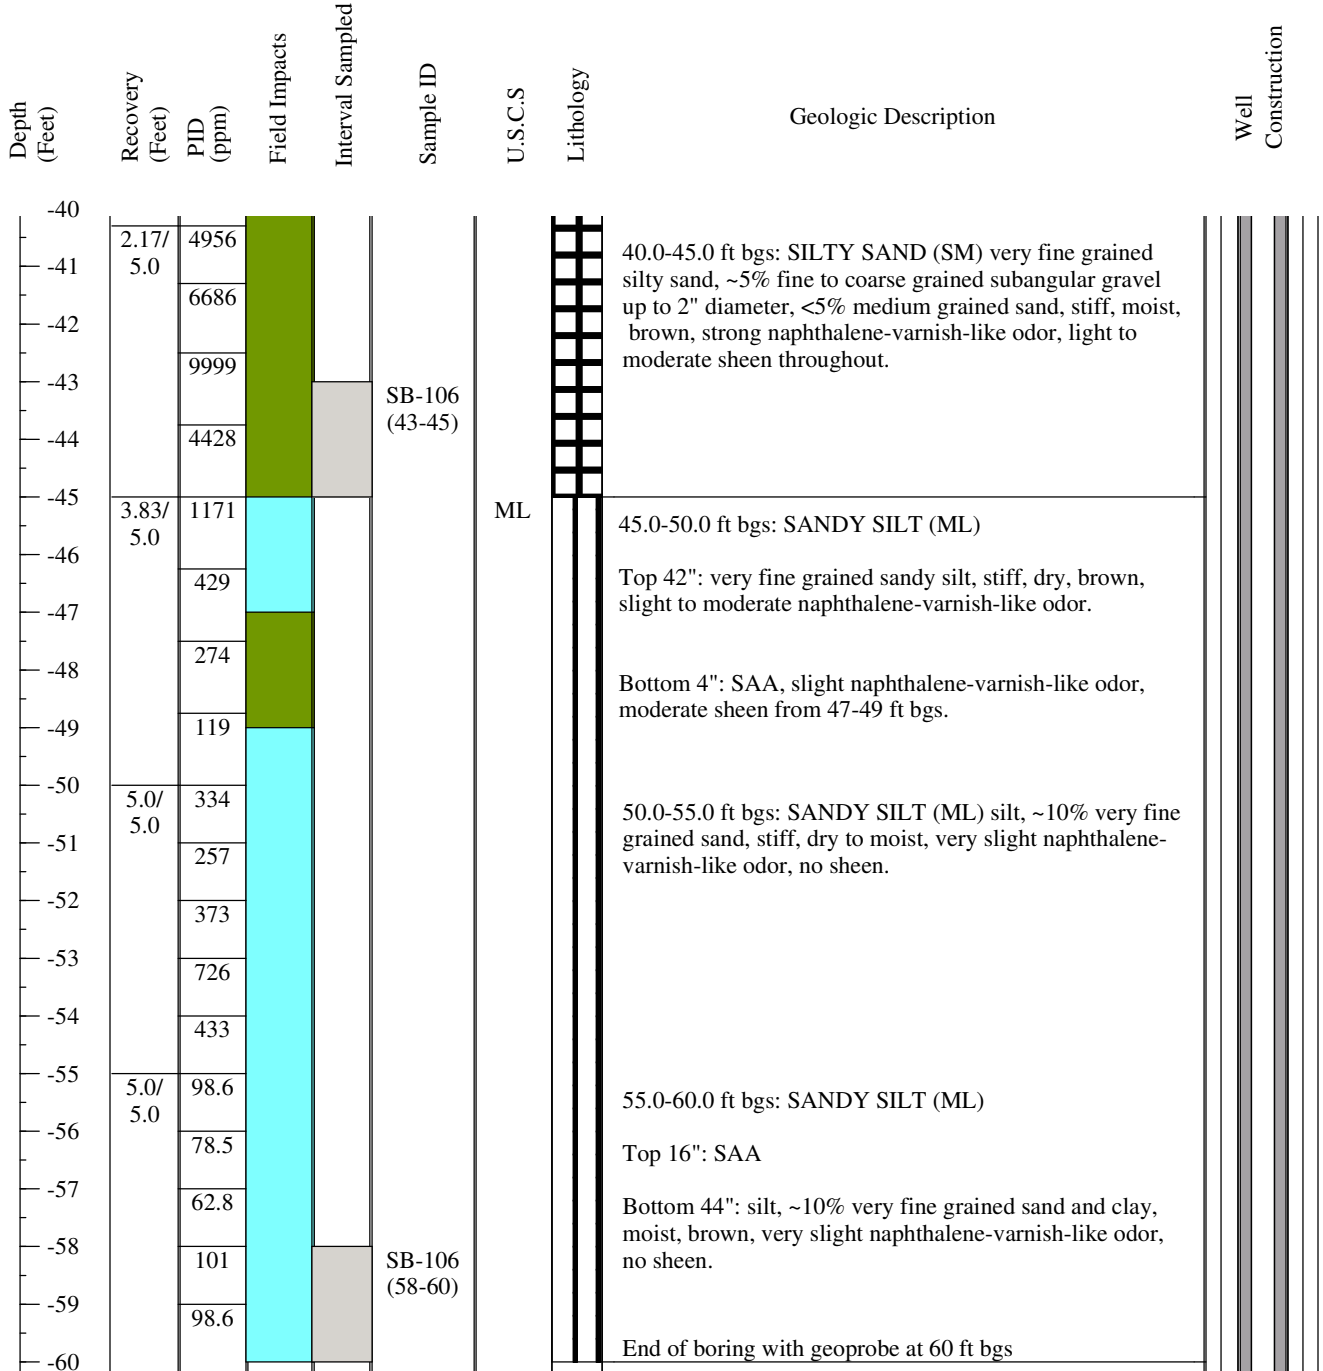 Depth
(Feet)
Recovery
(Feet)
PID
(ppm)
Field Impacts
Interval Sampled
Sample ID
U.S.C.S
Lithology
Geologic Description
Well
Construction
-40
2.17/
5.0
4956
-41
6686
-42
9999
-43
4428
-44
SB-106
(43-45)
40.0-45.0 ft bgs: SILTY SAND (SM) very fine grained
silty sand, ~5% fine to coarse grained subangular gravel
up to 2" diameter, <5% medium grained sand, stiff, moist,
brown, strong naphthalene-varnish-like odor, light to
moderate sheen throughout.
-45
3.83/
5.0
1171
-46
429
-47
274
-48
119
-49
ML
45.0-50.0 ft bgs: SANDY SILT (ML)
Top 42": very fine grained sandy silt, stiff, dry, brown,
slight to moderate naphthalene-varnish-like odor.
Bottom 4": SAA, slight naphthalene-varnish-like odor,
moderate sheen from 47-49 ft bgs.
-50
5.0/
5.0
334
-51
257
-52
373
-53
726
-54
433
50.0-55.0 ft bgs: SANDY SILT (ML) silt, ~10% very fine
grained sand, stiff, dry to moist, very slight naphthalene-
varnish-like odor, no sheen.
-55
5.0/
5.0
98.6
-56
78.5
-57
62.8
-58
101
-59
98.6
-60
SB-106
(58-60)
55.0-60.0 ft bgs: SANDY SILT (ML)
Top 16": SAA
Bottom 44": silt, ~10% very fine grained sand and clay,
moist, brown, very slight naphthalene-varnish-like odor,
no sheen.
End of boring with geoprobe at 60 ft bgs